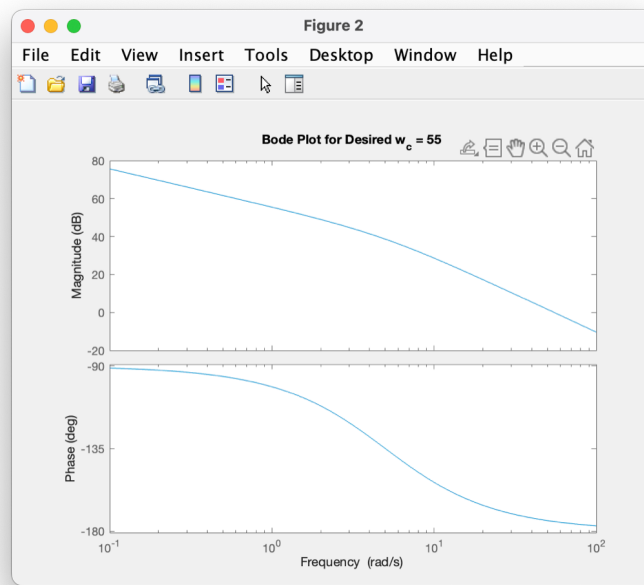 Figure 2
File Edit View Insert Tools Desktop Window Help
Bode Plot for Desired w_c = 55
Magnitude (dB)
80
60
40
20
0
-20
Phase (deg)
-90
-135
-180
10^-1 10^0 10^1 10^2
Frequency (rad/s)